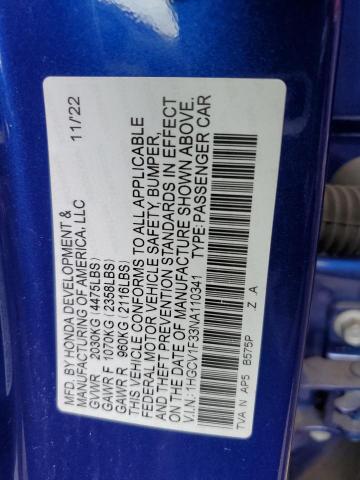 MFD. BY HONDA DEVELOPMENT & 11/22
MANUFACTURING OF AMERICA, LLC
GVWR 2030KG (4475LBS)
GAWR F 1070KG (2358LBS)
GAWR R 960KG (2116LBS)
THIS VEHICLE CONFORMS TO ALL APPLICABLE
FEDERAL MOTOR VEHICLE SAFETY, BUMPER,
AND THEFT PREVENTION STANDARDS IN EFFECT
ON THE DATE OF MANUFACTURE SHOWN ABOVE.
V.I.N.: 1HGCV1F33NA110341 TYPE:PASSENGER CAR
TVA N AP5 B575P Z A